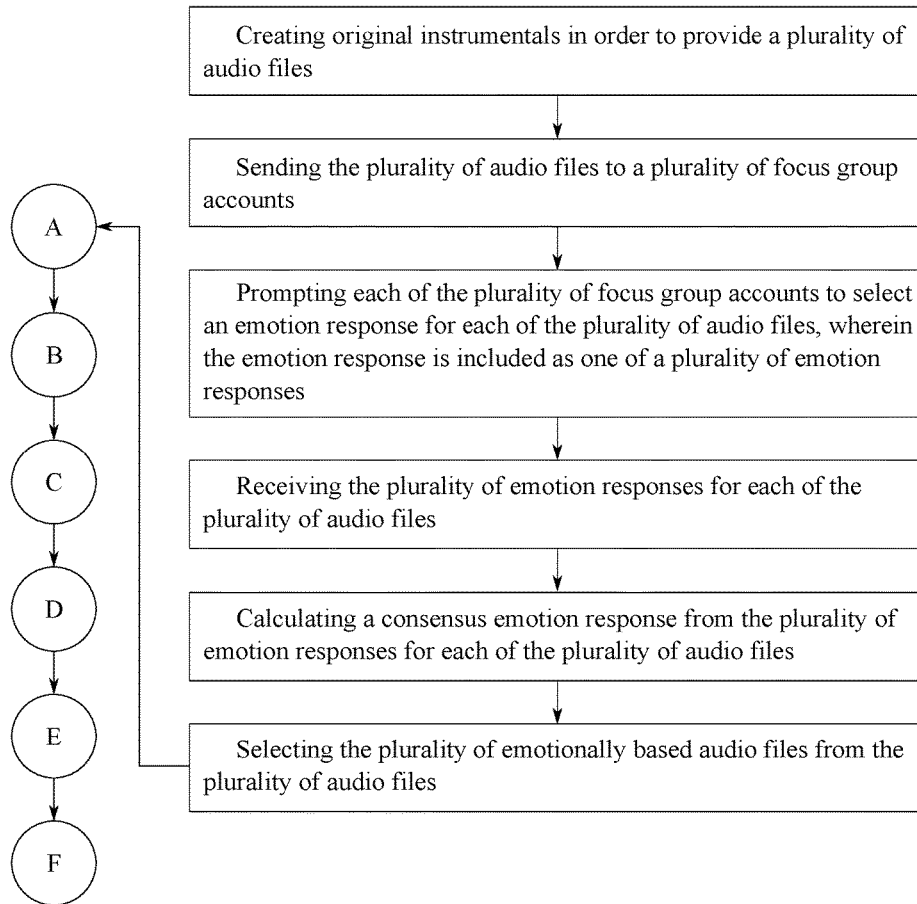 Creating original instrumentals in order to provide a plurality of
audio files
Sending the plurality of audio files to a plurality of focus group
accounts
Prompting each of the plurality of focus group accounts to select
an emotion response for each of the plurality of audio files, wherein
the emotion response is included as one of a plurality of emotion
responses
Receiving the plurality of emotion responses for each of the
plurality of audio files
Calculating a consensus emotion response from the plurality of
emotion responses for each of the plurality of audio files
Selecting the plurality of emotionally based audio files from the
plurality of audio files
A
B
C
D
E
F